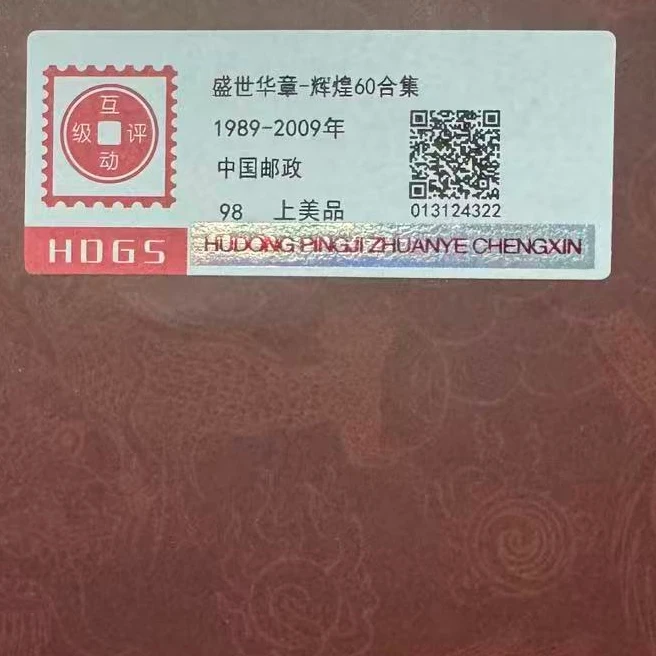 互
级 评
动
盛世华章-辉煌60合集
1989-2009年
中国邮政
98 上美品
013124322
HDGS
HUDONG PINGJI ZHUANYE CHENGXIN